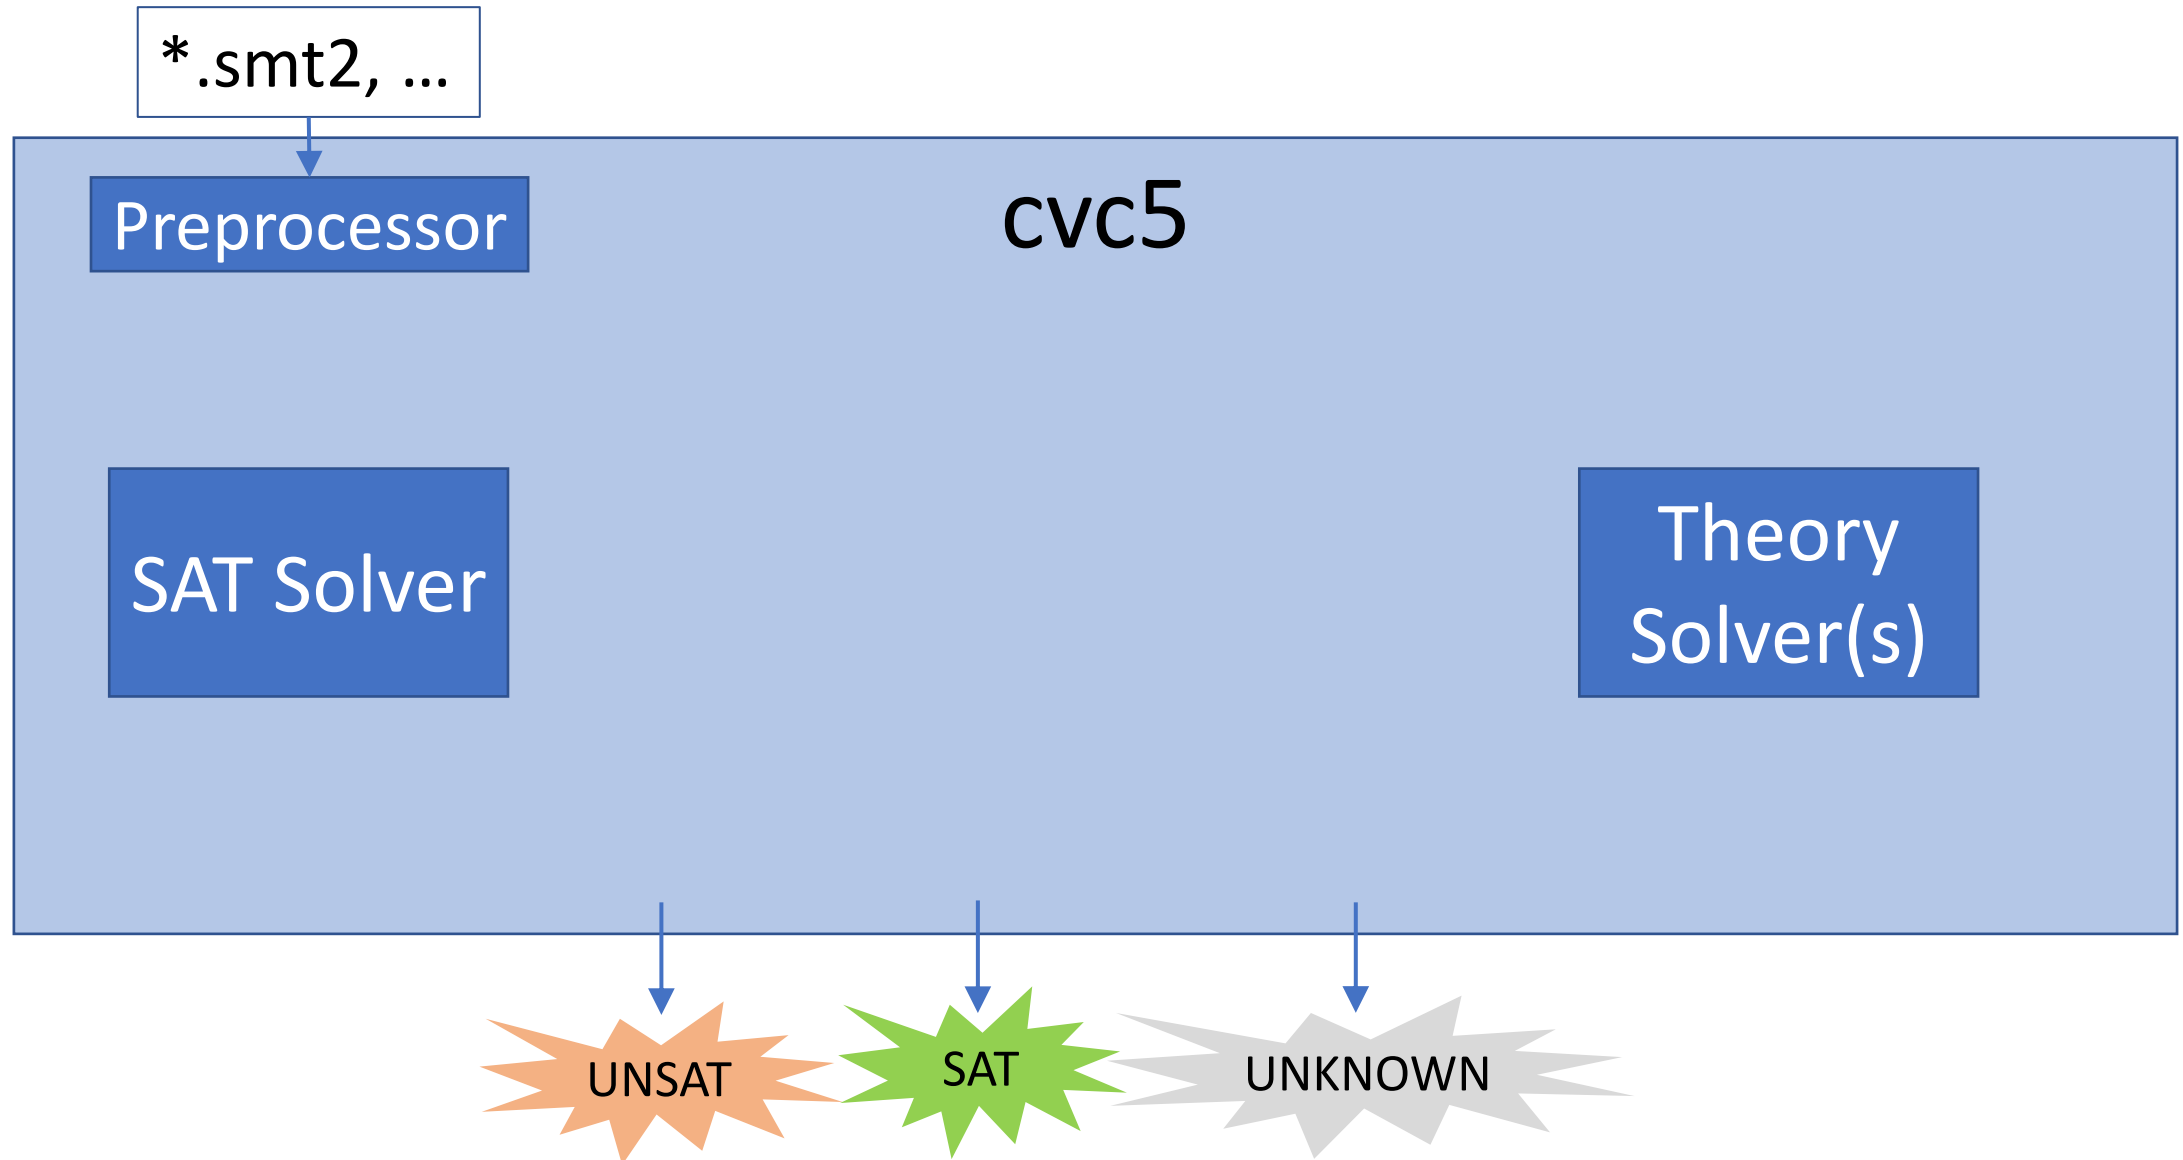 *.smt2, ...
Preprocessor
cvc5
SAT Solver
Theory
Solver(s)
UNSAT
SAT
UNKNOWN